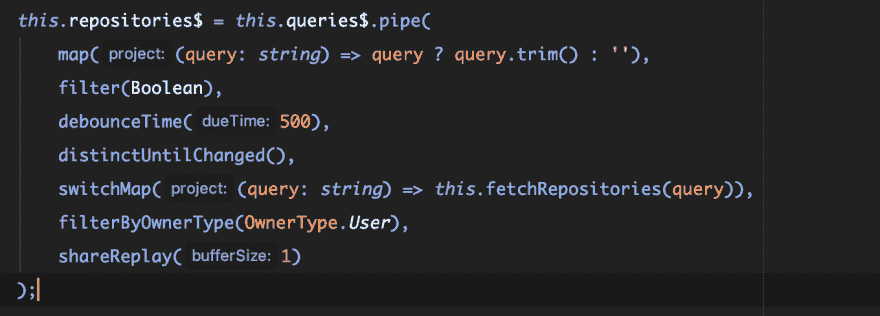 this.repositories$ = this.queries$.pipe(
map( project: (query: string) => query ? query.trim() : ''),
filter(Boolean),
debounceTime( dueTime: 500),
distinctUntilChanged(),
switchMap( project: (query: string) => this.fetchRepositories(query)),
filterByOwnerType(OwnerType.User),
shareReplay( bufferSize: 1)
);